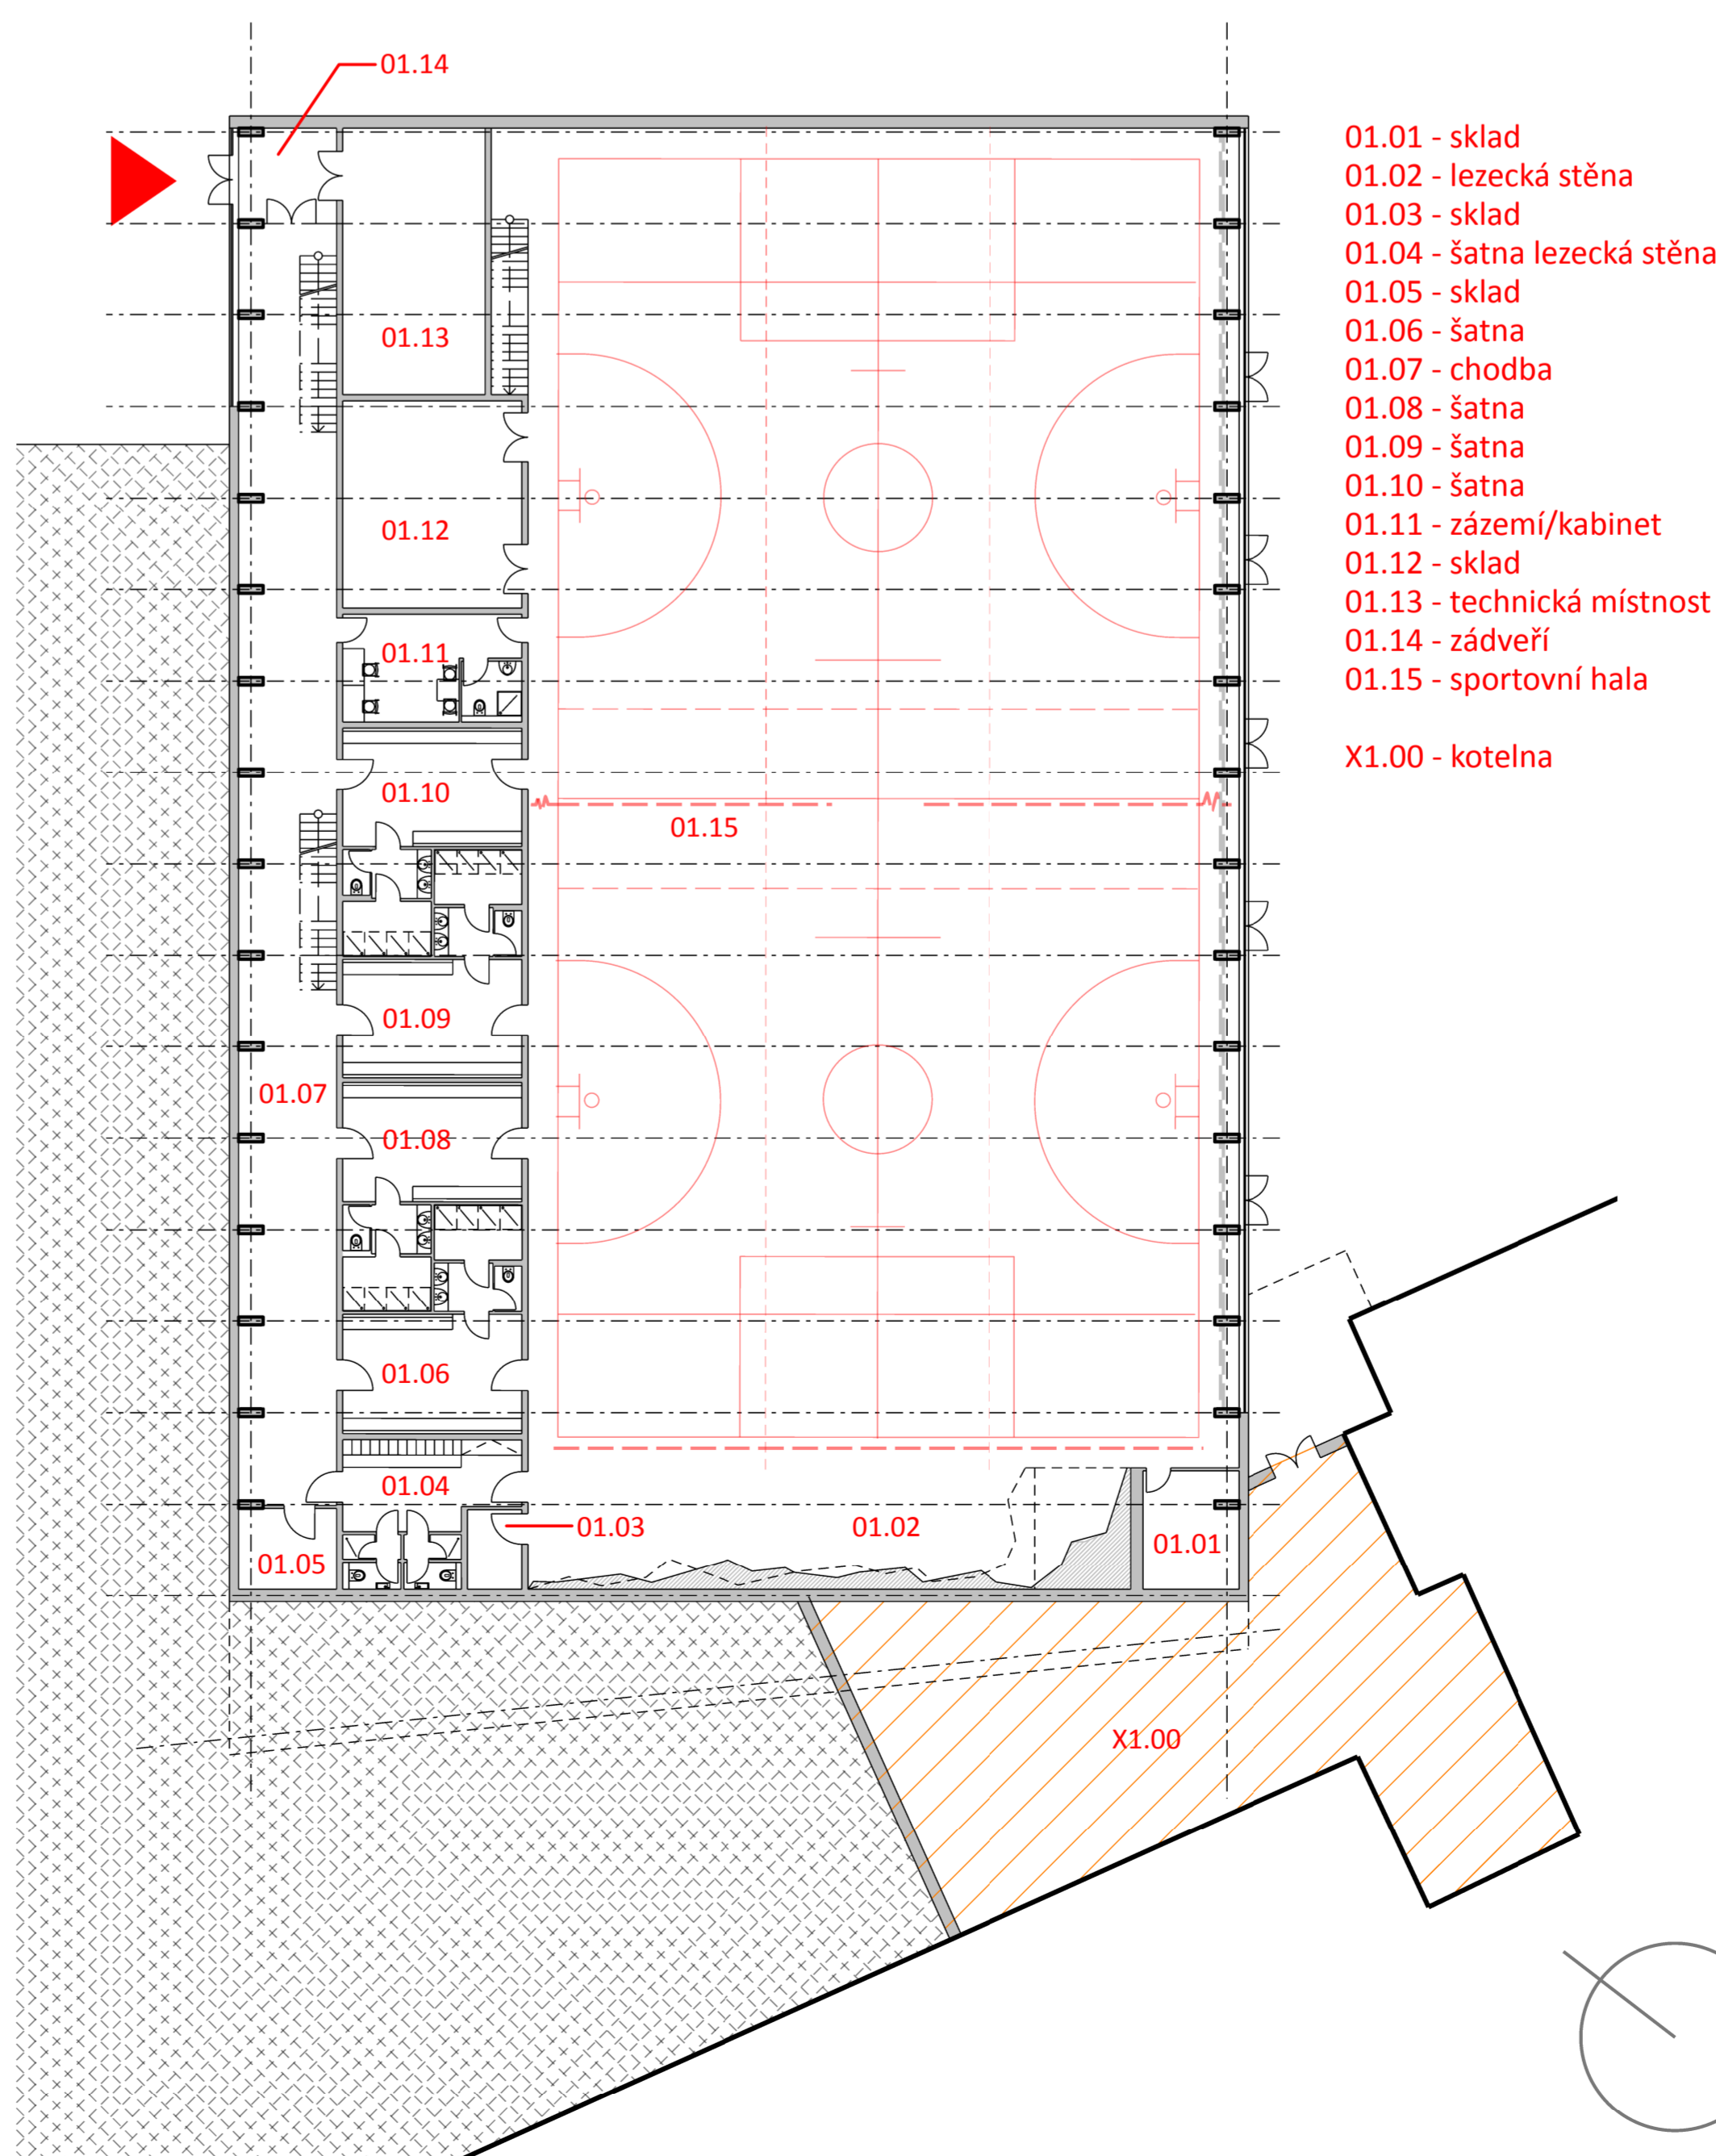 01.14
01.01 - sklad
01.02 - lezecká stěna
01.03 - sklad
01.04 - šatna lezecká stěna
01.05 - sklad
01.06 - šatna
01.07 - chodba
01.08 - šatna
01.09 - šatna
01.10 - šatna
01.11 - zázemí/kabinet
01.12 - sklad
01.13 - technická místnost
01.14 - zádveří
01.15 - sportovní hala
X1.00 - kotelna
01.13
01.12
01.11
01.10
01.15
01.09
01.07
01.08
01.06
01.04
01.03
01.02
01.01
01.05
X1.00